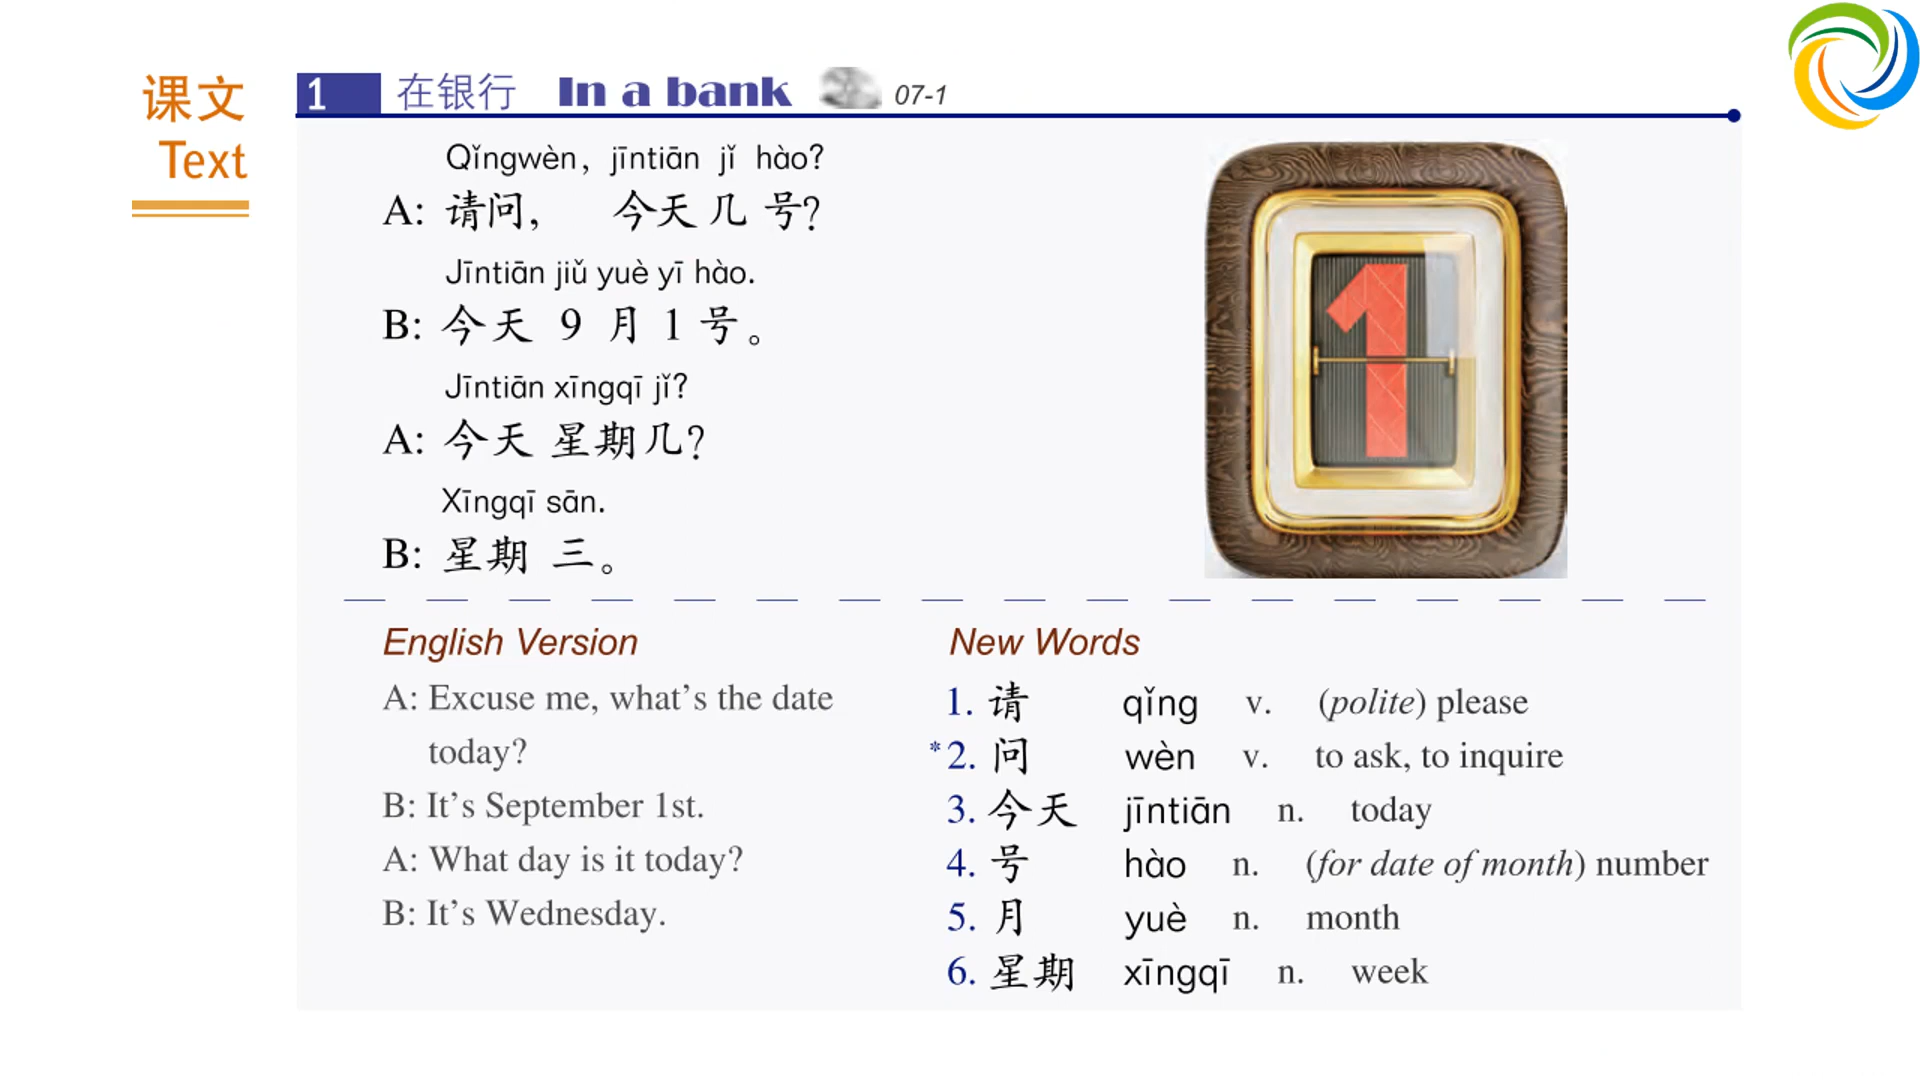 课文
Text
1 在银行 In a bank 07-1
Qǐngwèn, jīntiān jǐ hào?
A: 请问, 今天 几 号?
Jīntiān jiǔ yuè yī hào.
B: 今天 9 月 1 号。
Jīntiān xīngqī jǐ?
A: 今天 星期几?
Xīngqī sān.
B: 星期 三。
1
English Version
A: Excuse me, what's the date
today?
B: It's September 1st.
A: What day is it today?
B: It's Wednesday.
New Words
1. 请 qǐng v. (polite) please
*2. 问 wèn v. to ask, to inquire
3. 今天 jīntiān n. today
4. 号 hào n. (for date of month) number
5. 月 yuè n. month
6. 星期 xīngqī n. week